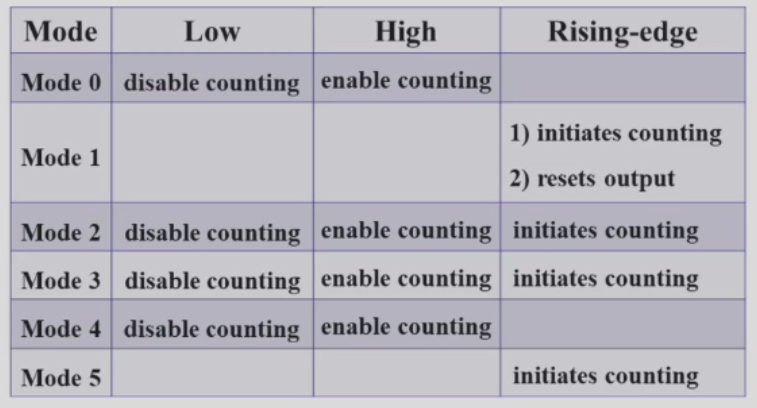 Mode Low High Rising-edge
Mode 0 disable counting enable counting
Mode 1 1) initiates counting
2) resets output
Mode 2 disable counting enable counting initiates counting
Mode 3 disable counting enable counting initiates counting
Mode 4 disable counting enable counting
Mode 5 initiates counting